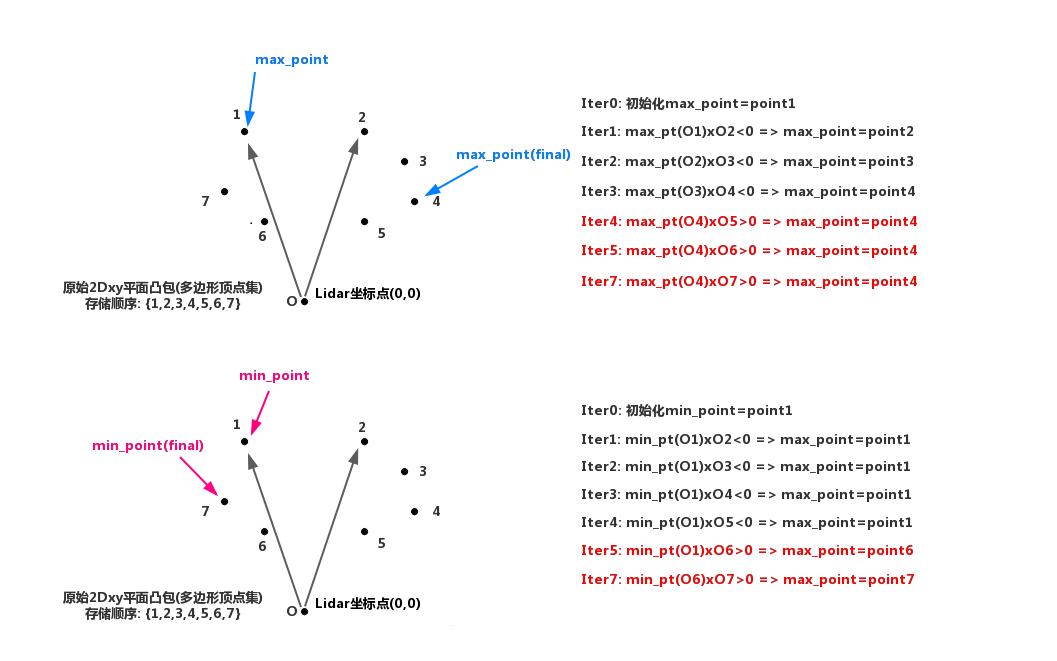 max_point
1
2
3
max_point(final)
4
7
5
6
原始2Dxy平面凸包(多边形顶点集)
存储顺序: {1,2,3,4,5,6,7}
O
Lidar坐标点(0,0)
Iter0: 初始化max_point=point1
Iter1: max_pt(O1)xO2<0 => max_point=point2
Iter2: max_pt(O2)xO3<0 => max_point=point3
Iter3: max_pt(O3)xO4<0 => max_point=point4
Iter4: max_pt(O4)xO5>0 => max_point=point4
Iter5: max_pt(O4)xO6>0 => max_point=point4
Iter7: max_pt(O4)xO7>0 => max_point=point4
min_point
1
2
min_point(final)
3
7
4
6
5
原始2Dxy平面凸包(多边形顶点集)
存储顺序: {1,2,3,4,5,6,7}
O
Lidar坐标点(0,0)
Iter0: 初始化min_point=point1
Iter1: min_pt(O1)xO2<0 => max_point=point1
Iter2: min_pt(O1)xO3<0 => max_point=point1
Iter3: min_pt(O1)xO4<0 => max_point=point1
Iter4: min_pt(O1)xO5<0 => max_point=point1
Iter5: min_pt(O1)xO6>0 => max_point=point6
Iter7: min_pt(O6)xO7>0 => max_point=point7